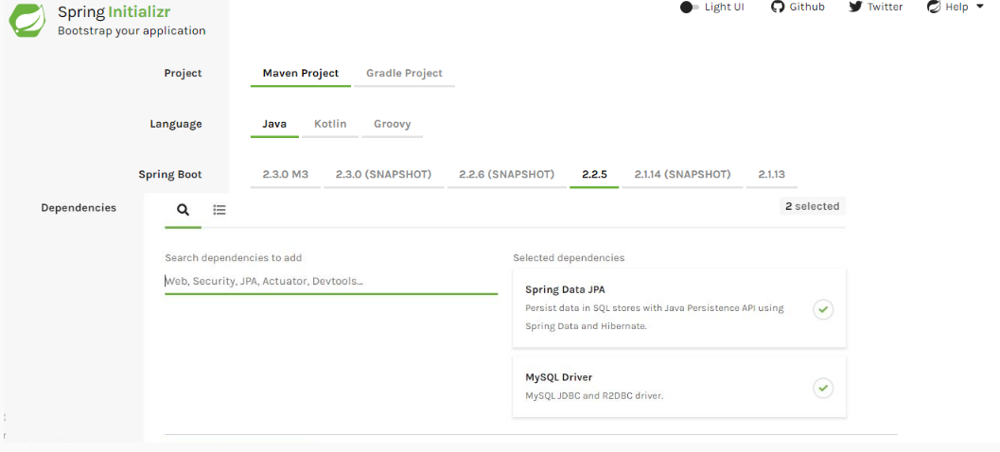 Spring Initializr
Bootstrap your application
Light UI Github Twitter Help
Project Maven Project Gradle Project
Language Java Kotlin Groovy
Spring Boot 2.3.0 M3 2.3.0 (SNAPSHOT) 2.2.6 (SNAPSHOT) 2.2.5 2.1.14 (SNAPSHOT) 2.1.13
Dependencies 2 selected
Search dependencies to add
Web, Security, JPA, Actuator, Devtools...
Selected dependencies
Spring Data JPA
Persist data in SQL stores with Java Persistence API using
Spring Data and Hibernate.
MySQL Driver
MySQL JDBC and R2DBC driver.